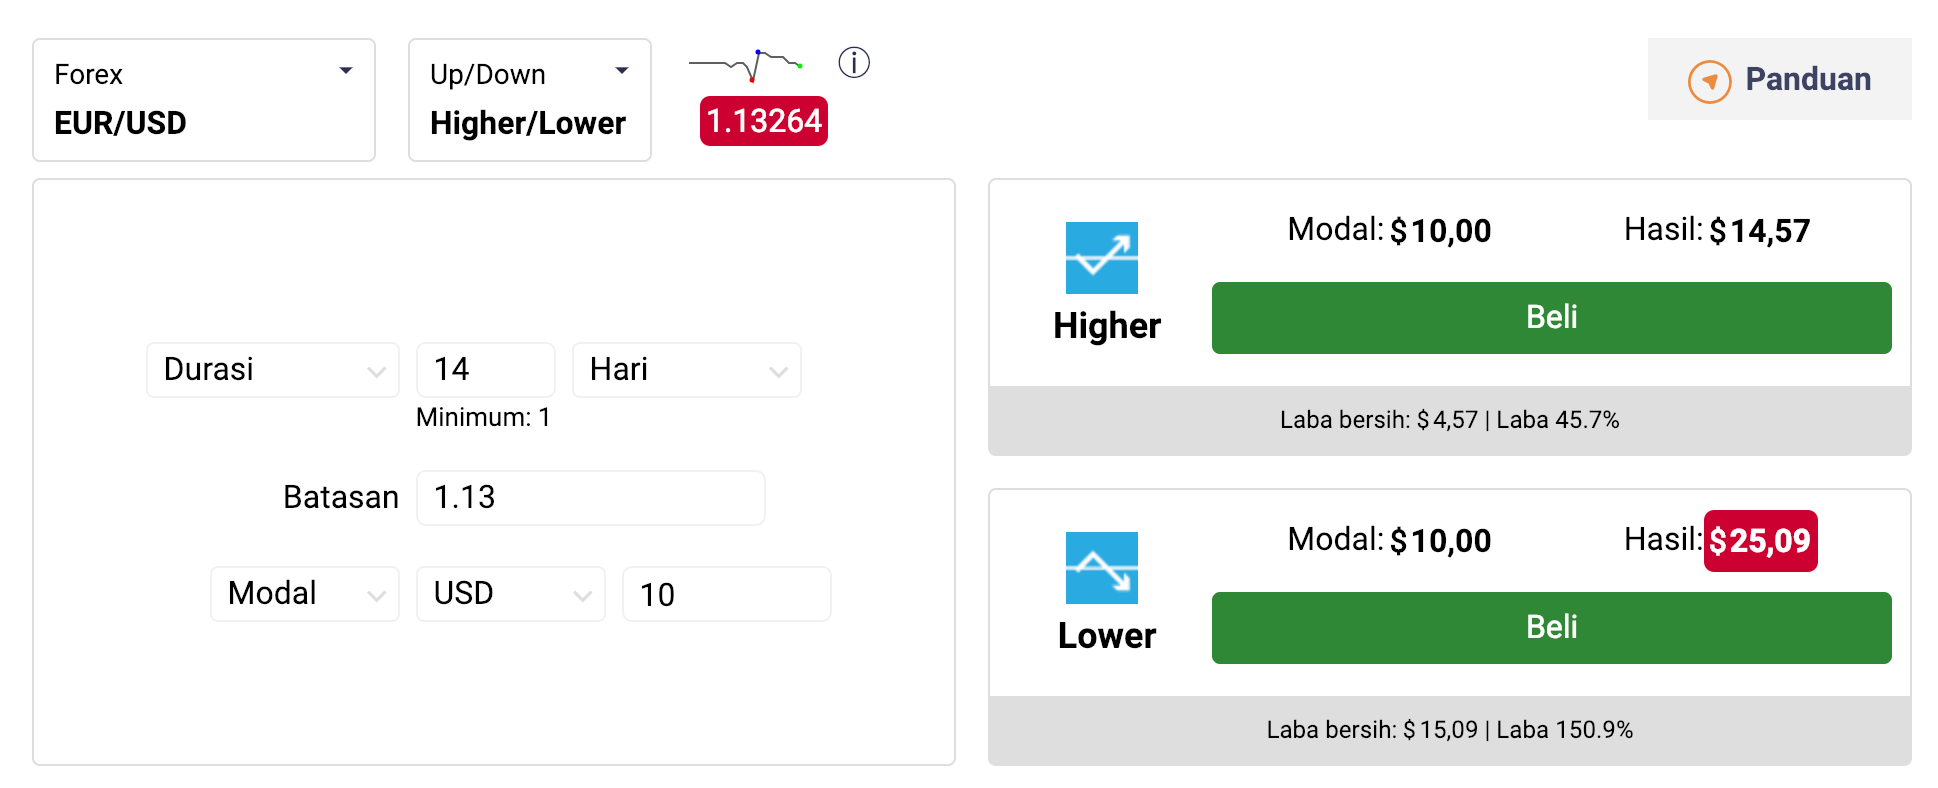 Forex
EUR/USD
Up/Down
Higher/Lower
1.13264
Panduan
Durasi 14 Hari
Minimum: 1
Batasan 1.13
Modal USD 10
Modal: $10,00 Hasil: $14,57
Higher
Beli
Laba bersih: $4,57 | Laba 45.7%
Modal: $10,00 Hasil: $25,09
Lower
Beli
Laba bersih: $15,09 | Laba 150.9%